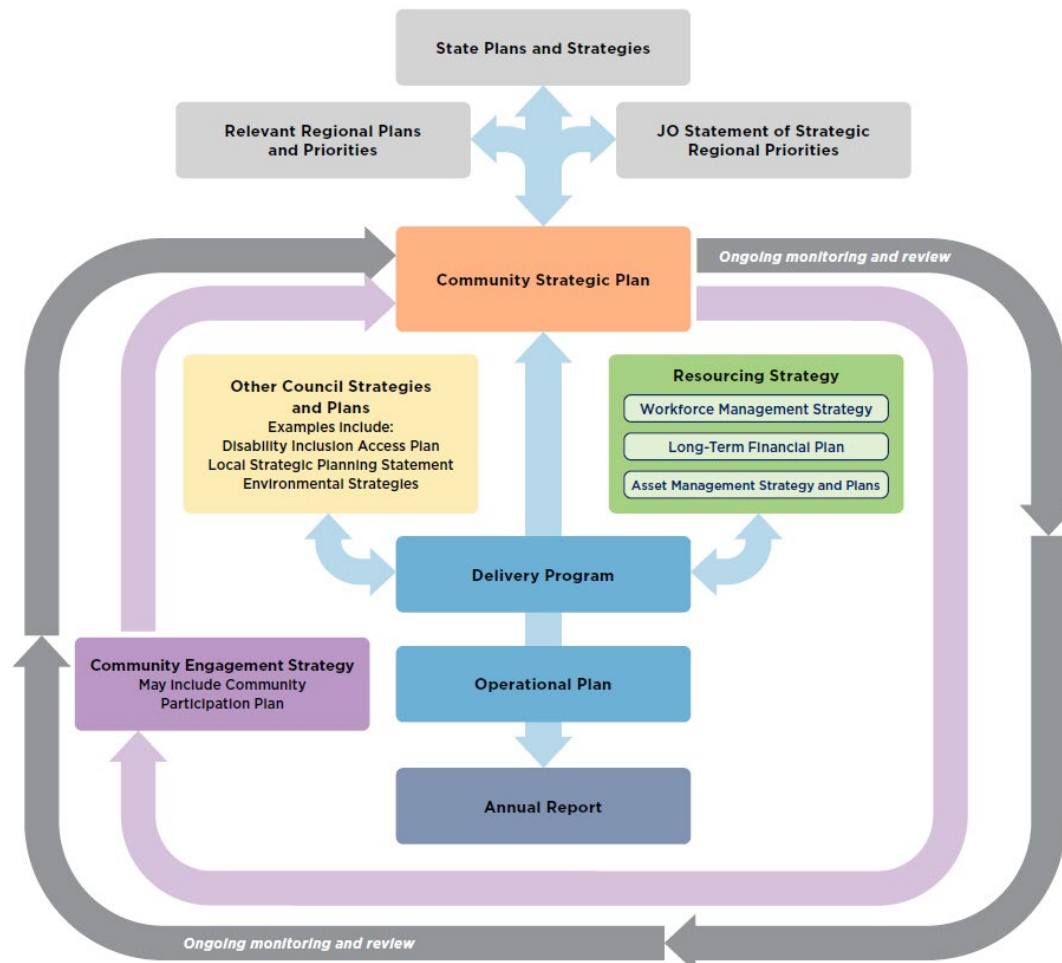 State Plans and Strategies
Relevant Regional Plans
and Priorities
JO Statement of Strategic
Regional Priorities
Community Strategic Plan
Ongoing monitoring and review
Other Council Strategies
and Plans
Examples include:
Disability Inclusion Access Plan
Local Strategic Planning Statement
Environmental Strategies
Resourcing Strategy
Workforce Management Strategy
Long-Term Financial Plan
Asset Management Strategy and Plans
Delivery Program
Community Engagement Strategy
May include Community
Participation Plan
Operational Plan
Annual Report
Ongoing monitoring and review